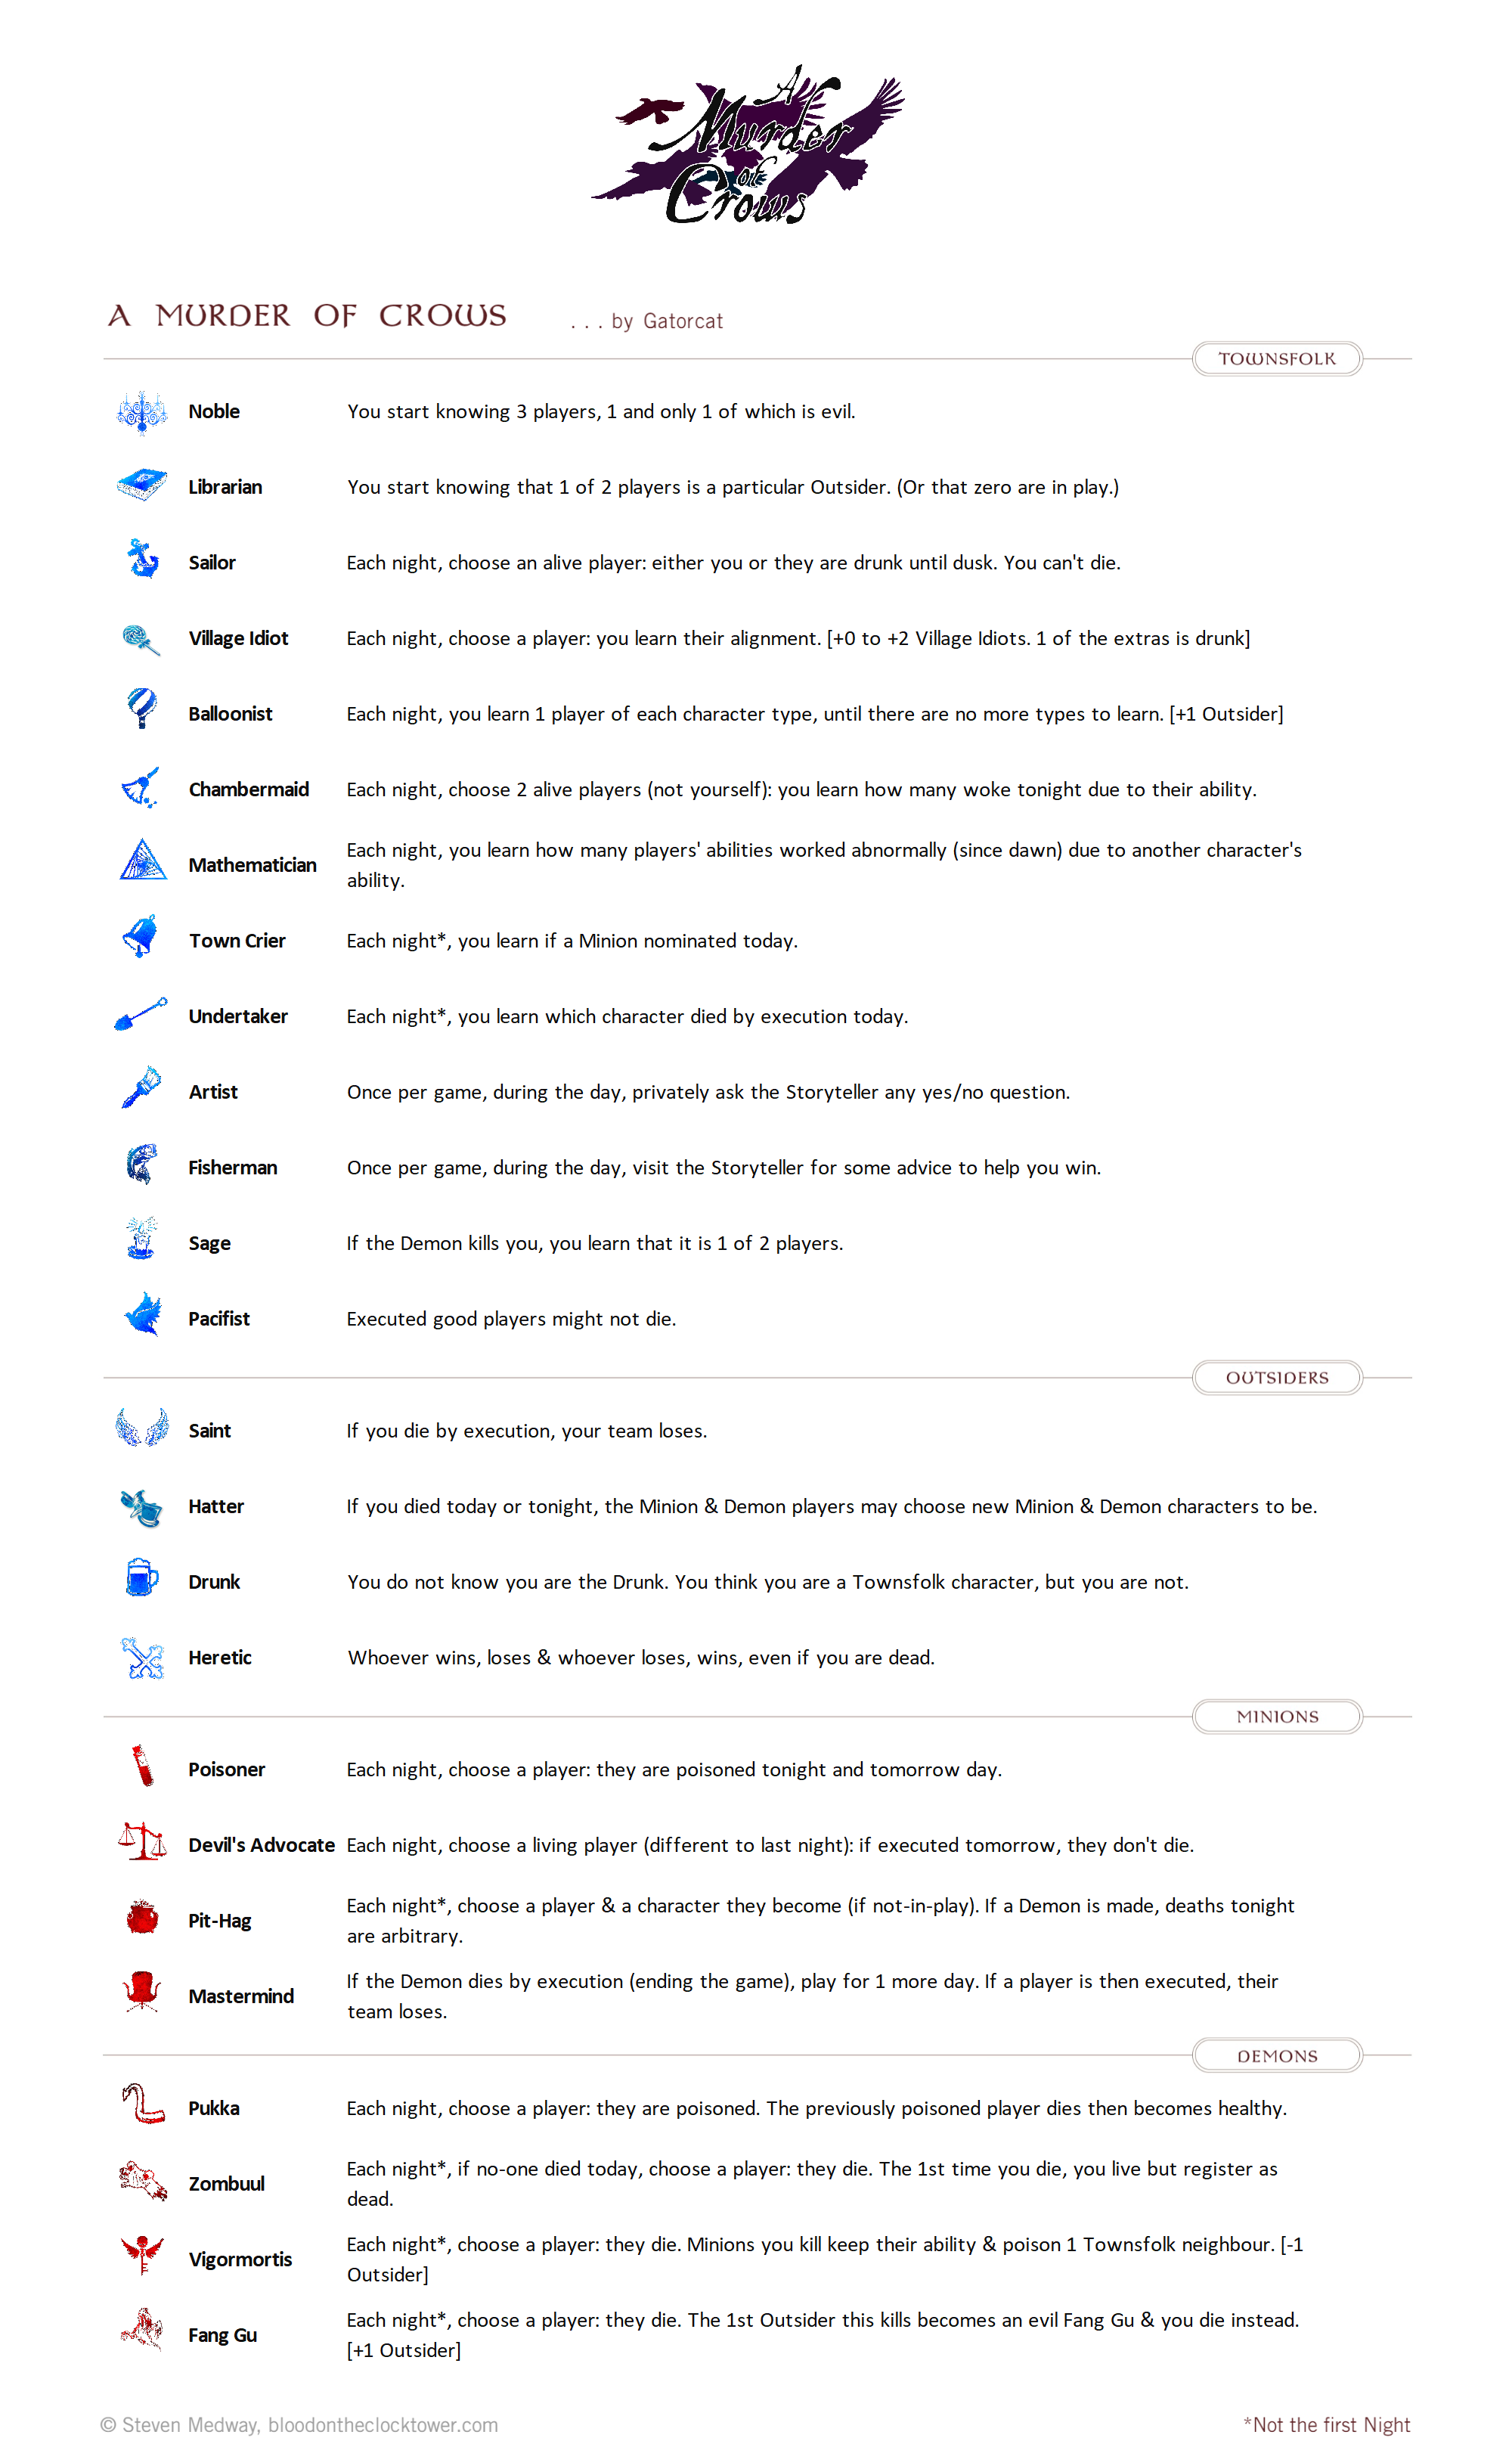 A
Murder
of
Crows
A MURDER OF CROWS . . . by Gatorcat
TOWNSFOLK
Noble You start knowing 3 players, 1 and only 1 of which is evil.
Librarian You start knowing that 1 of 2 players is a particular Outsider. (Or that zero are in play.)
Sailor Each night, choose an alive player: either you or they are drunk until dusk. You can't die.
Village Idiot Each night, choose a player: you learn their alignment. [+0 to +2 Village Idiots. 1 of the extras is drunk]
Balloonist Each night, you learn 1 player of each character type, until there are no more types to learn. [+1 Outsider]
Chambermaid Each night, choose 2 alive players (not yourself): you learn how many woke tonight due to their ability.
Mathematician Each night, you learn how many players' abilities worked abnormally (since dawn) due to another character's
ability.
Town Crier Each night*, you learn if a Minion nominated today.
Undertaker Each night*, you learn which character died by execution today.
Artist Once per game, during the day, privately ask the Storyteller any yes/no question.
Fisherman Once per game, during the day, visit the Storyteller for some advice to help you win.
Sage If the Demon kills you, you learn that it is 1 of 2 players.
Pacifist Executed good players might not die.
OUTSIDERS
Saint If you die by execution, your team loses.
Hatter If you died today or tonight, the Minion & Demon players may choose new Minion & Demon characters to be.
Drunk You do not know you are the Drunk. You think you are a Townsfolk character, but you are not.
Heretic Whoever wins, loses & whoever loses, wins, even if you are dead.
MINIONS
Poisoner Each night, choose a player: they are poisoned tonight and tomorrow day.
Devil's Advocate Each night, choose a living player (different to last night): if executed tomorrow, they don't die.
Pit-Hag Each night*, choose a player & a character they become (if not-in-play). If a Demon is made, deaths tonight
are arbitrary.
Mastermind If the Demon dies by execution (ending the game), play for 1 more day. If a player is then executed, their
team loses.
DEMONS
Pukka Each night, choose a player: they are poisoned. The previously poisoned player dies then becomes healthy.
Zombuul Each night*, if no-one died today, choose a player: they die. The 1st time you die, you live but register as
dead.
Vigormortis Each night*, choose a player: they die. Minions you kill keep their ability & poison 1 Townsfolk neighbour. [-1
Outsider]
Fang Gu Each night*, choose a player: they die. The 1st Outsider this kills becomes an evil Fang Gu & you die instead.
[+1 Outsider]
© Steven Medway, bloodontheclocktower.com *Not the first Night